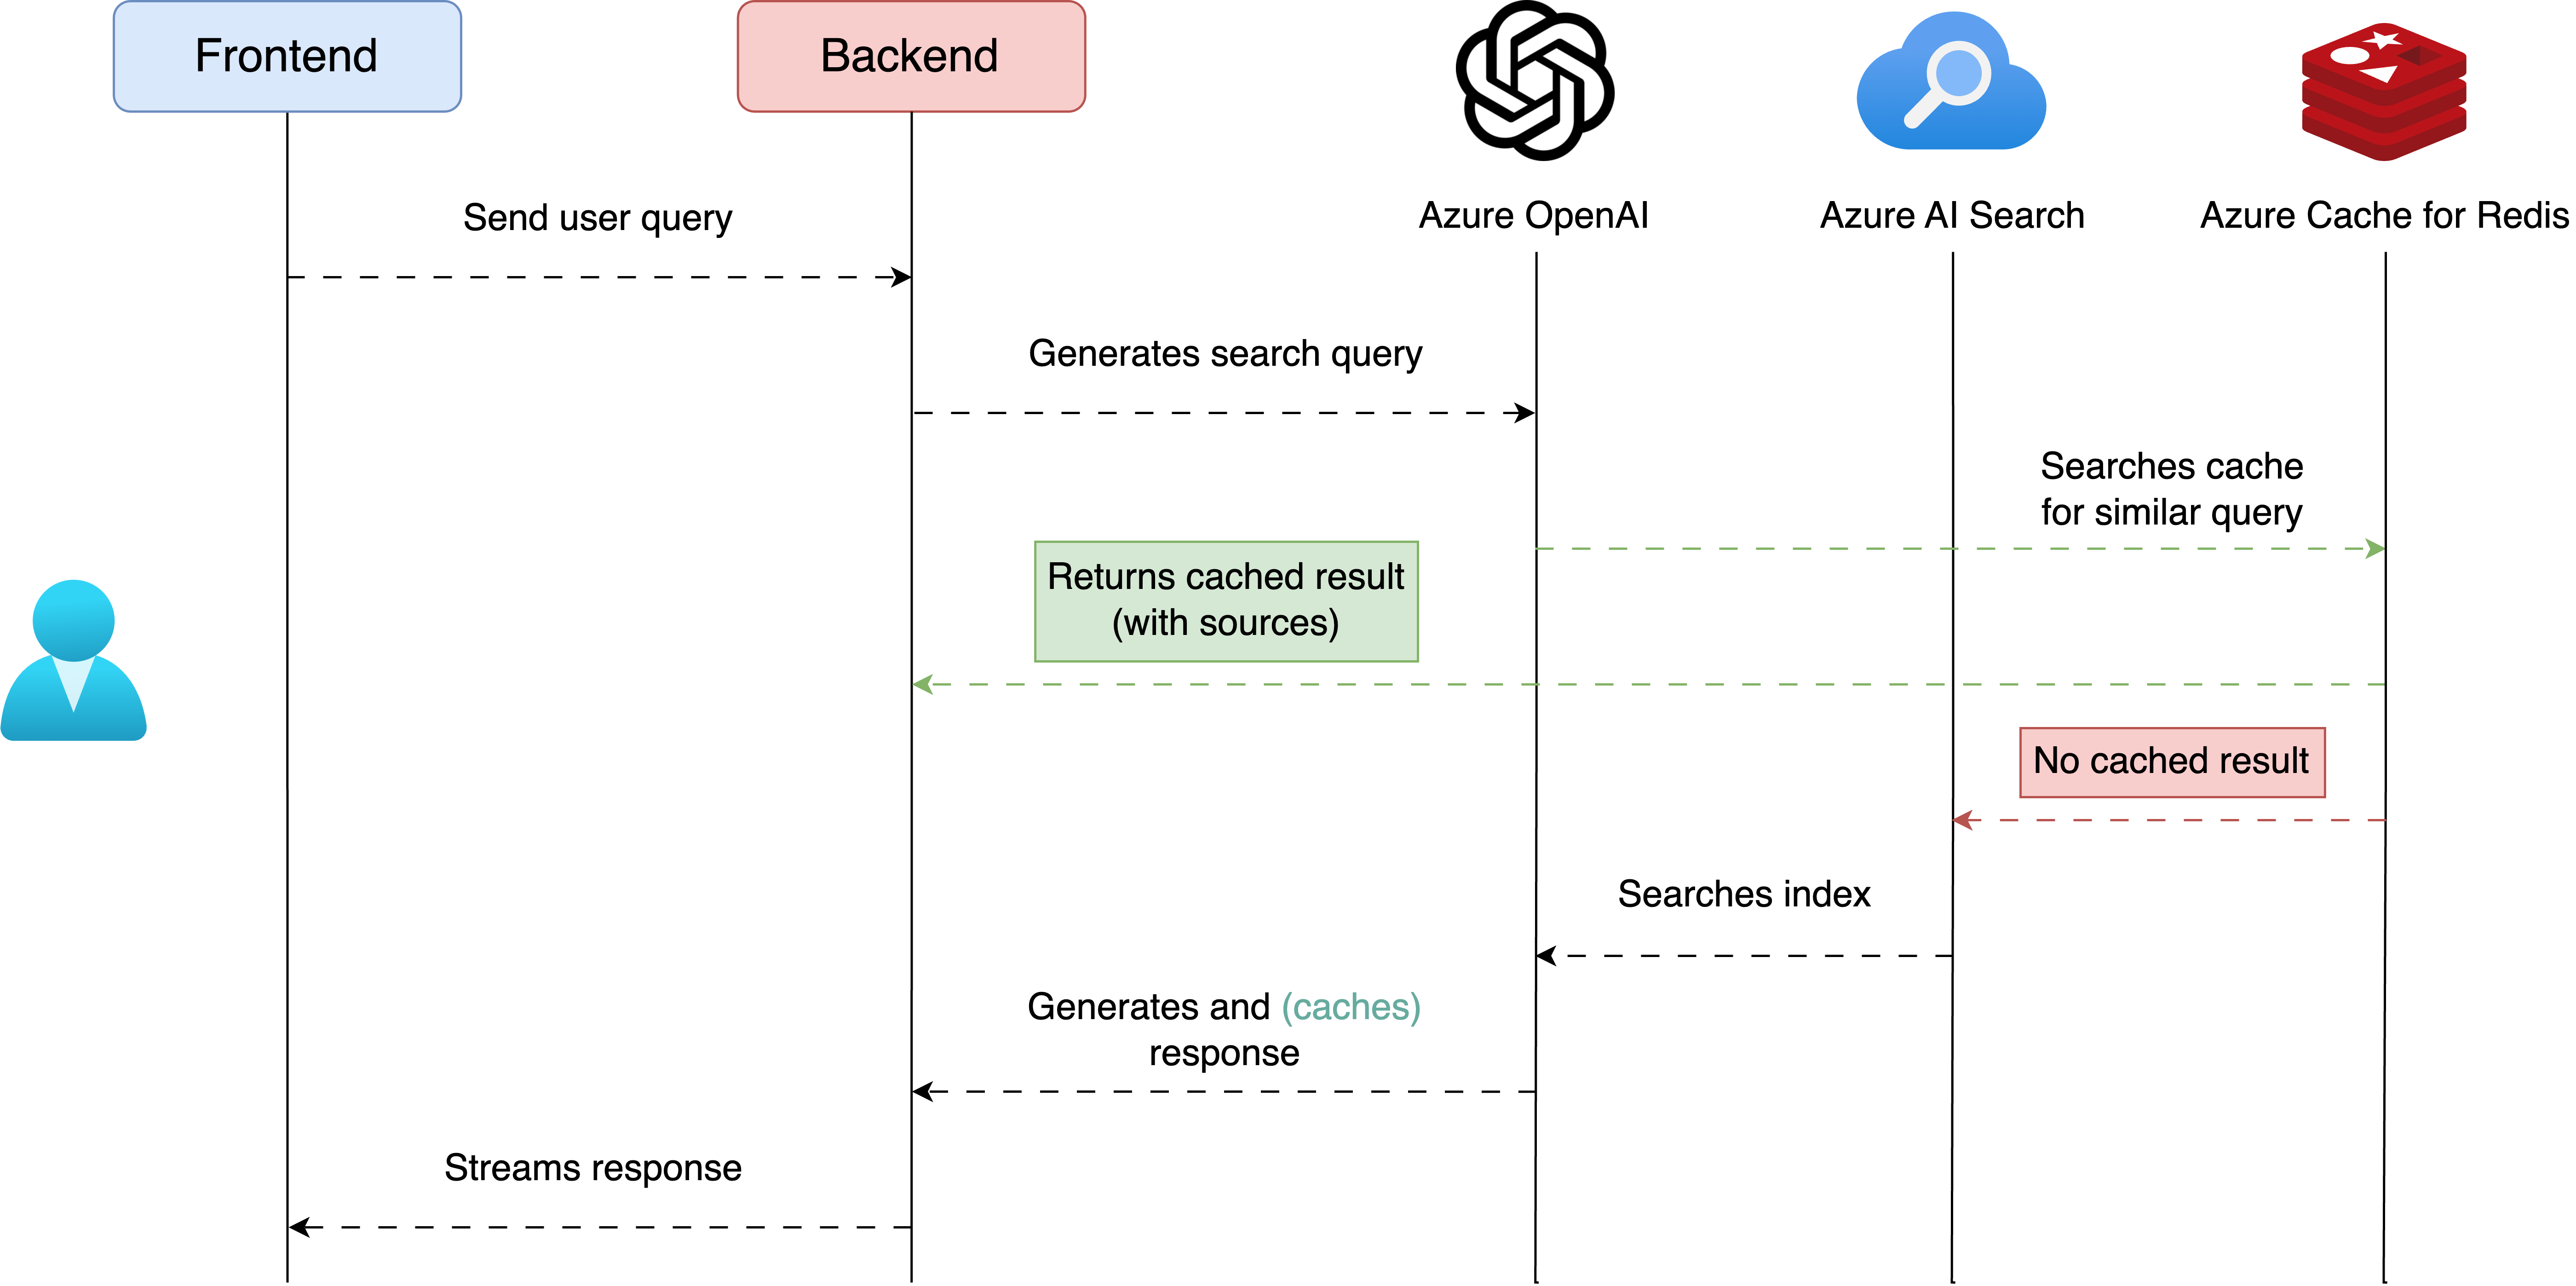 Frontend
Backend
Azure OpenAI
Azure AI Search
Azure Cache for Redis
Send user query
Generates search query
Searches cache
for similar query
Returns cached result
(with sources)
No cached result
Searches index
Generates and (caches)
response
Streams response